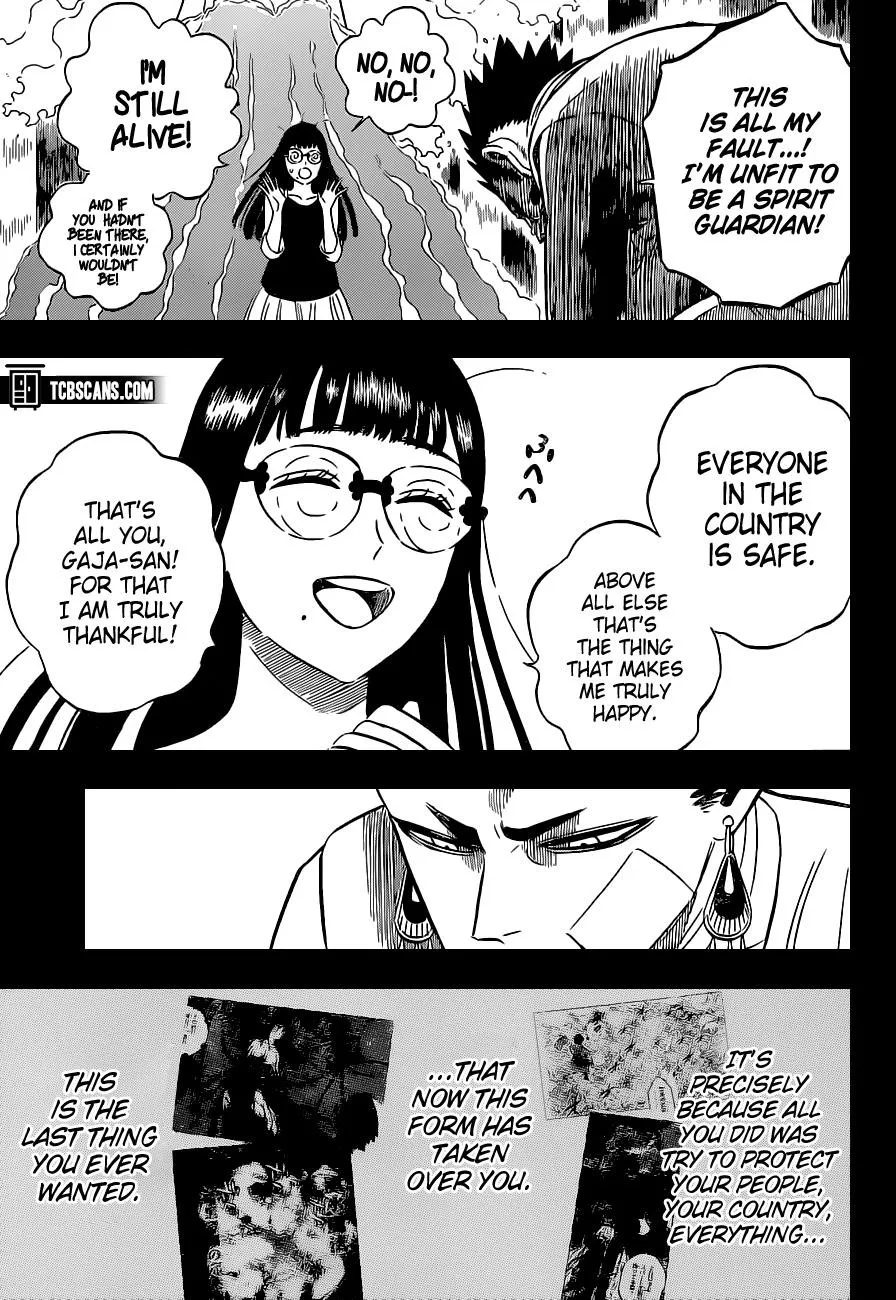 THIS
IS ALL MY
FAULT...!
I'M UNFIT TO
BE A SPIRIT
GUARDIAN!
NO, NO,
NO-!
I'M
STILL
ALIVE!
AND IF
YOU HADN'T
BEEN THERE,
I CERTAINLY
WOULDN'T
BE!
TCBSCANS.COM
EVERYONE
IN THE
COUNTRY
IS SAFE.
ABOVE
ALL ELSE
THAT'S
THE THING
THAT MAKES
ME TRULY
HAPPY.
ふふ
THAT'S
ALL YOU,
GAJA-SAN!
FOR THAT
I AM TRULY
THANKFUL!
IT'S
PRECISELY
BECAUSE ALL
YOU DID WAS
TRY TO PROTECT
YOUR PEOPLE,
YOUR COUNTRY,
EVERYTHING...
...THAT
NOW THIS
FORM HAS
TAKEN
OVER YOU.
THIS
IS THE
LAST THING
YOU EVER
WANTED.